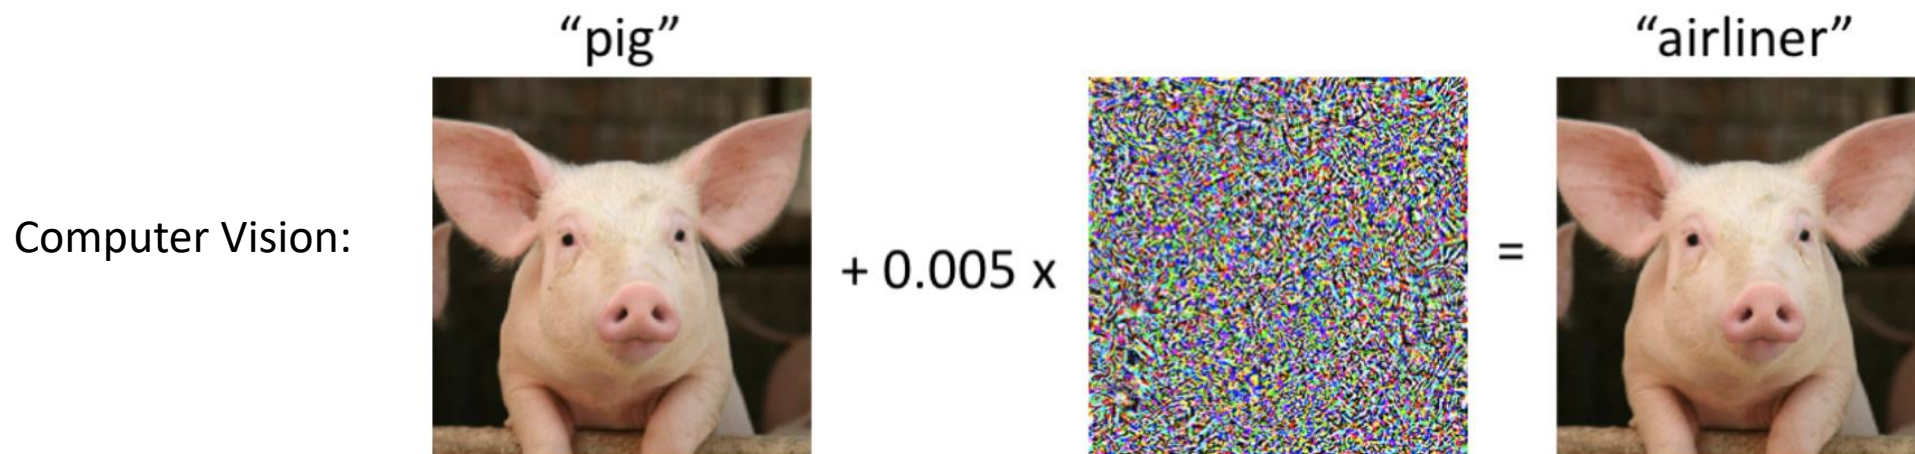 “pig”
“airliner”
Computer Vision:
+ 0.005 x
=